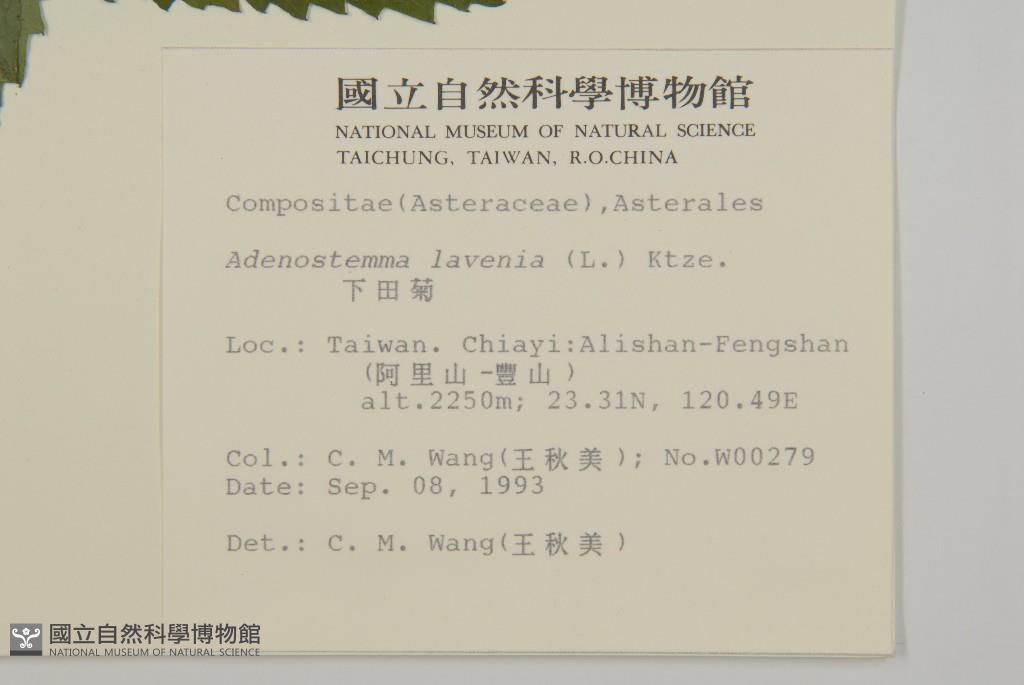 國立自然科學博物館
NATIONAL MUSEUM OF NATURAL SCIENCE
TAICHUNG, TAIWAN, R.O.CHINA
Compositae(Asteraceae),Asterales
Adenostemma lavenia (L.) Ktze.
下田菊
Loc.: Taiwan. Chiayi:Alishan-Fengshan
(阿里山-豐山)
alt.2250m; 23.31N, 120.49E
Col.: C. M. Wang(王秋美); No.W00279
Date: Sep. 08, 1993
Det.: C. M. Wang(王秋美)
國立自然科學博物館
NATIONAL MUSEUM OF NATURAL SCIENCE